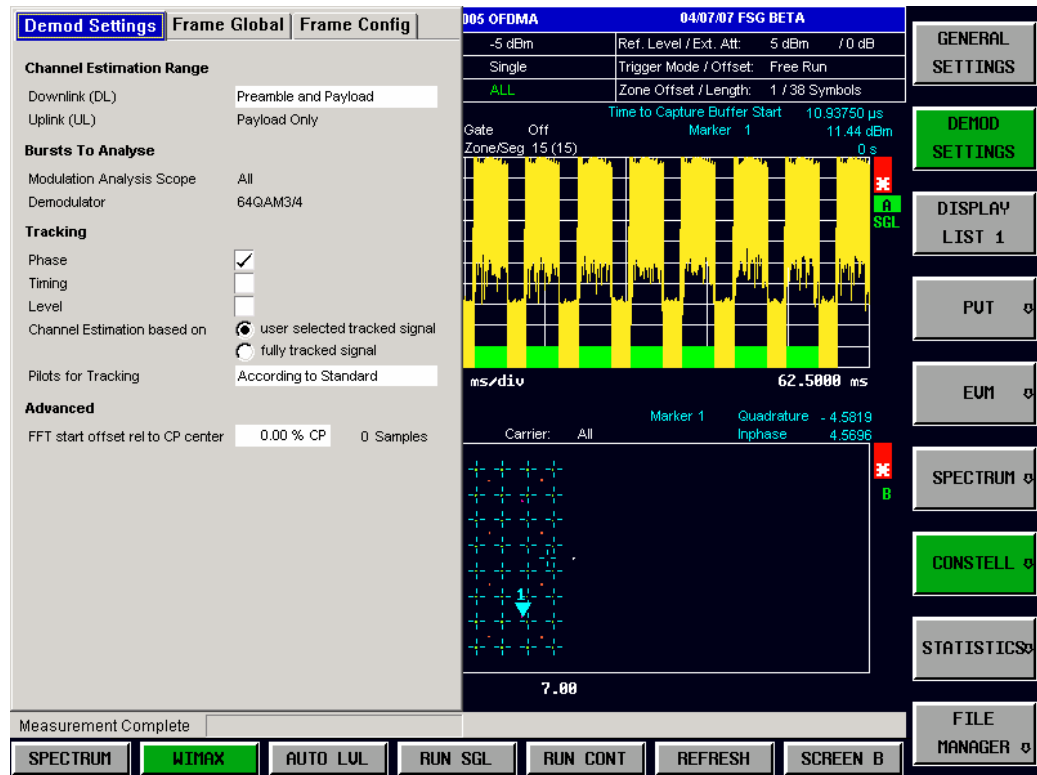 Demod Settings Frame Global Frame Config
Channel Estimation Range
Downlink (DL) Preamble and Payload
Uplink (UL) Payload Only
Bursts To Analyse
Modulation Analysis Scope All
Demodulator 64QAM3/4
Tracking
Phase
Timing
Level
Channel Estimation based on user selected tracked signal
fully tracked signal
Pilots for Tracking According to Standard
Advanced
FFT start offset rel to CP center 0.00 % CP 0 Samples
005 OFDMA 04/07/07 FSG BETA
-5 dBm Ref. Level / Ext. Att: 5 dBm / 0 dB
Single Trigger Mode / Offset: Free Run
ALL Zone Offset / Length: 1 / 38 Symbols
Time to Capture Buffer Start 10.93750 µs
Gate Off Marker 1 11.44 dBm
Zone/Seg 15 (15) 0 s
A
SGL
ms/div 62.5000 ms
Marker 1 Quadrature - 4.5819
Carrier: All Inphase 4.5696
B
1
7.00
GENERAL
SETTINGS
DEMOD
SETTINGS
DISPLAY
LIST 1
PVT
EVM
SPECTRUM
CONSTELL
STATISTICS
FILE
MANAGER
Measurement Complete
SPECTRUM WIMAX AUTO LVL RUN SGL RUN CONT REFRESH SCREEN B